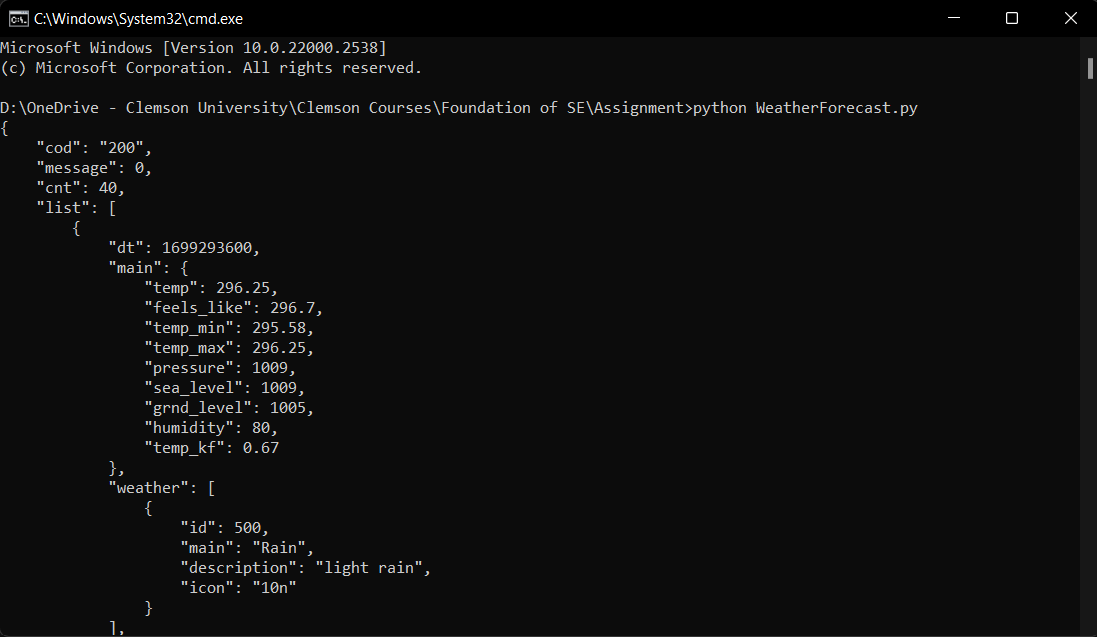 C:\Windows\System32\cmd.exe
Microsoft Windows [Version 10.0.22000.2538]
(c) Microsoft Corporation. All rights reserved.

D:\OneDrive - Clemson University\Clemson Courses\Foundation of SE\Assignment>python WeatherForecast.py
{
    "cod": "200",
    "message": 0,
    "cnt": 40,
    "list": [
        {
            "dt": 1699293600,
            "main": {
                "temp": 296.25,
                "feels_like": 296.7,
                "temp_min": 295.58,
                "temp_max": 296.25,
                "pressure": 1009,
                "sea_level": 1009,
                "grnd_level": 1005,
                "humidity": 80,
                "temp_kf": 0.67
            },
            "weather": [
                {
                    "id": 500,
                    "main": "Rain",
                    "description": "light rain",
                    "icon": "10n"
                }
            ],